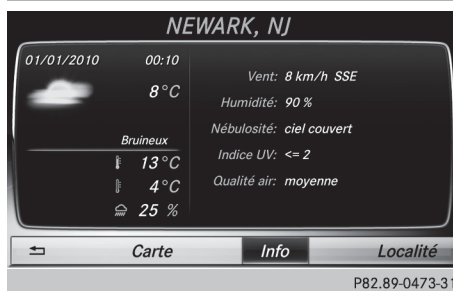 NEWARK, NJ
01/01/2010 00:10
8°C
Bruineux
13°C
4°C
25 %
Vent: 8 km/h SSE
Humidité: 90 %
Nébulosité: ciel couvert
Indice UV: <= 2
Qualité air: moyenne
Carte Info Localité
P82.89-0473-31